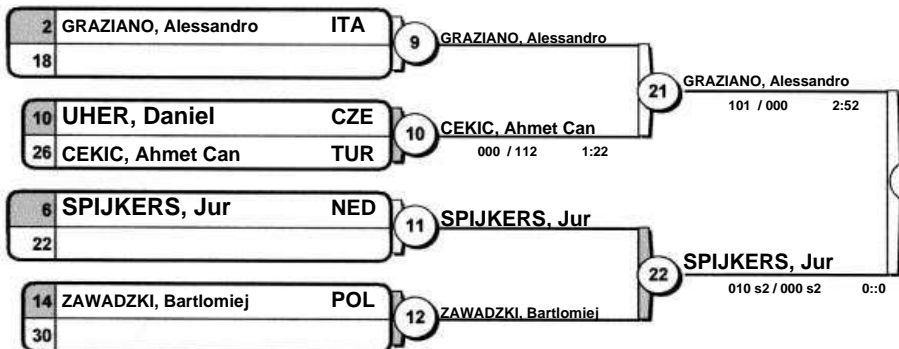 2 GRAZIANO, Alessandro ITA
18
9
GRAZIANO, Alessandro
10 UHER, Daniel CZE
26 CEKIC, Ahmet Can TUR
10
CEKIC, Ahmet Can
000 / 112 1:22
21
GRAZIANO, Alessandro
101 / 000 2:52
6 SPIJKERS, Jur NED
22
11
SPIJKERS, Jur
14 ZAWADZKI, Bartlomiej POL
30
12
ZAWADZKI, Bartlomiej
22
SPIJKERS, Jur
010 s2 / 000 s2 0::0